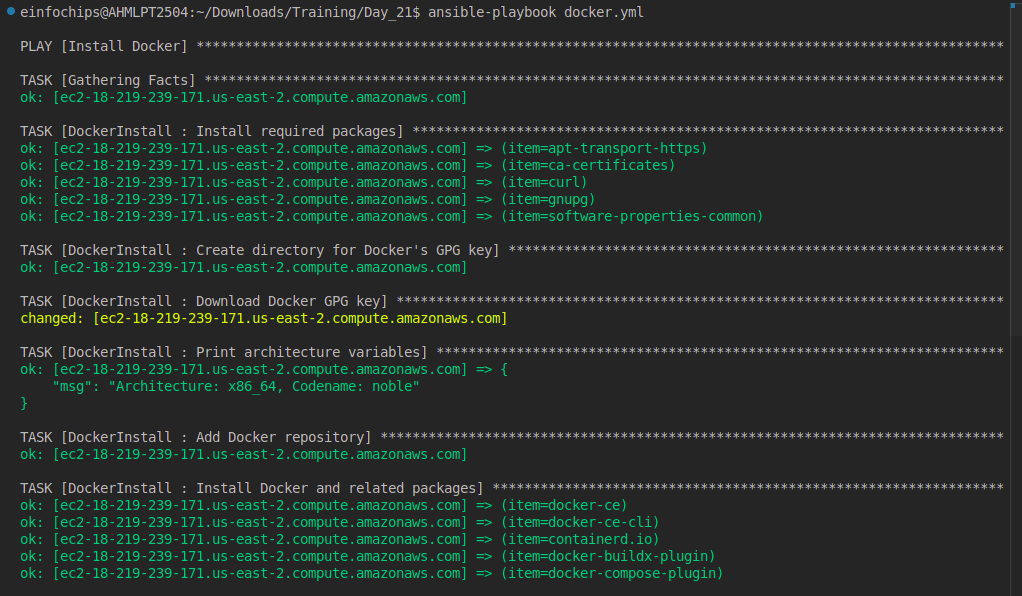 einfochips@AHMLPT2504:~/Downloads/Training/Day_21$ ansible-playbook docker.yml
PLAY [Install Docker] *****************************************************************************************************
TASK [Gathering Facts] ****************************************************************************************************
ok: [ec2-18-219-239-171.us-east-2.compute.amazonaws.com]
TASK [DockerInstall : Install required packages] **************************************************************************
ok: [ec2-18-219-239-171.us-east-2.compute.amazonaws.com] => (item=apt-transport-https)
ok: [ec2-18-219-239-171.us-east-2.compute.amazonaws.com] => (item=ca-certificates)
ok: [ec2-18-219-239-171.us-east-2.compute.amazonaws.com] => (item=curl)
ok: [ec2-18-219-239-171.us-east-2.compute.amazonaws.com] => (item=gnupg)
ok: [ec2-18-219-239-171.us-east-2.compute.amazonaws.com] => (item=software-properties-common)
TASK [DockerInstall : Create directory for Docker's GPG key] **************************************************************
ok: [ec2-18-219-239-171.us-east-2.compute.amazonaws.com]
TASK [DockerInstall : Download Docker GPG key] ****************************************************************************
changed: [ec2-18-219-239-171.us-east-2.compute.amazonaws.com]
TASK [DockerInstall : Print architecture variables] ***********************************************************************
ok: [ec2-18-219-239-171.us-east-2.compute.amazonaws.com] => {
    "msg": "Architecture: x86_64, Codename: noble"
}
TASK [DockerInstall : Add Docker repository] ******************************************************************************
ok: [ec2-18-219-239-171.us-east-2.compute.amazonaws.com]
TASK [DockerInstall : Install Docker and related packages] ****************************************************************
ok: [ec2-18-219-239-171.us-east-2.compute.amazonaws.com] => (item=docker-ce)
ok: [ec2-18-219-239-171.us-east-2.compute.amazonaws.com] => (item=docker-ce-cli)
ok: [ec2-18-219-239-171.us-east-2.compute.amazonaws.com] => (item=containerd.io)
ok: [ec2-18-219-239-171.us-east-2.compute.amazonaws.com] => (item=docker-buildx-plugin)
ok: [ec2-18-219-239-171.us-east-2.compute.amazonaws.com] => (item=docker-compose-plugin)